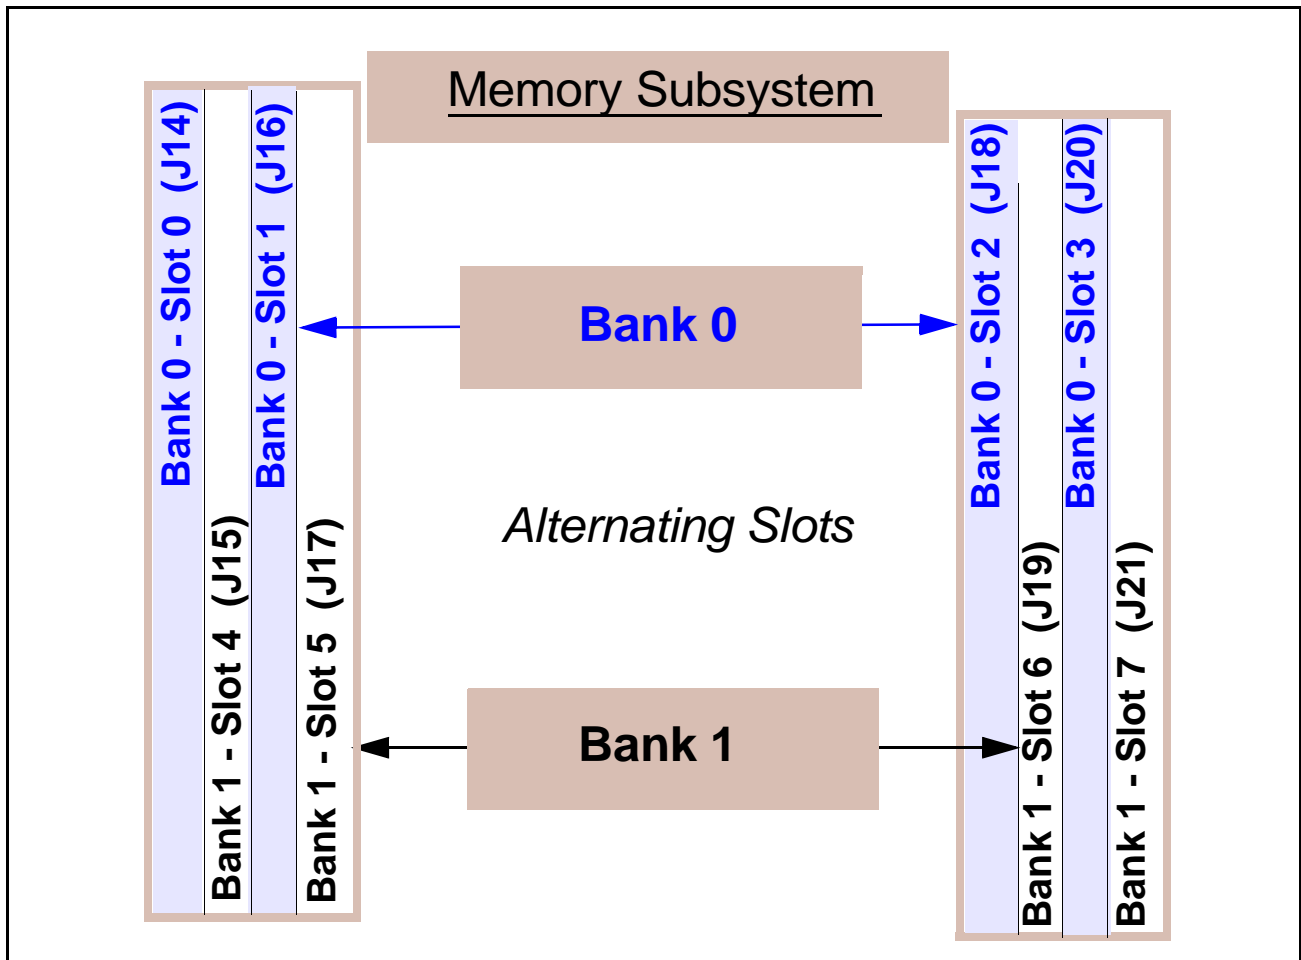 Memory Subsystem
Bank 0 - Slot 0 (J14)
Bank 1 - Slot 4 (J15)
Bank 0 - Slot 1 (J16)
Bank 1 - Slot 5 (J17)
Bank 0
Alternating Slots
Bank 1
Bank 0 - Slot 2 (J18)
Bank 1 - Slot 6 (J19)
Bank 0 - Slot 3 (J20)
Bank 1 - Slot 7 (J21)